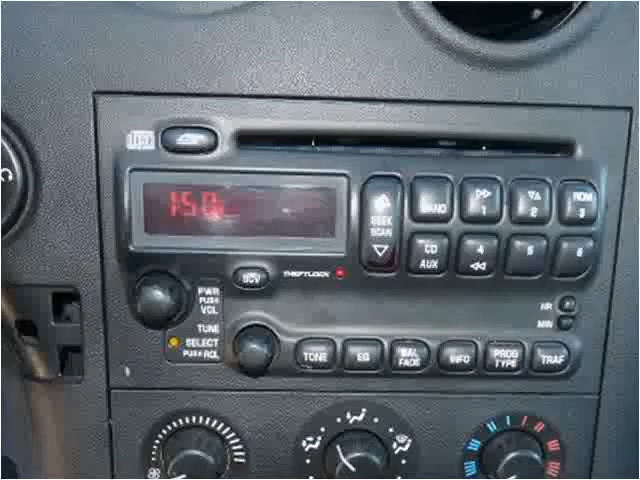 150
SEEK
SCAN
BAND
1
2
RDM
3
CD
AUX
4
5
6
SCV
THEFTLOCK
PWR
PUSH
VOL
TUNE
SELECT
PUSH RCL
HR
MIN
TONE
EQ
BAL
FADE
INFO
PROG
TYPE
TRAF
C